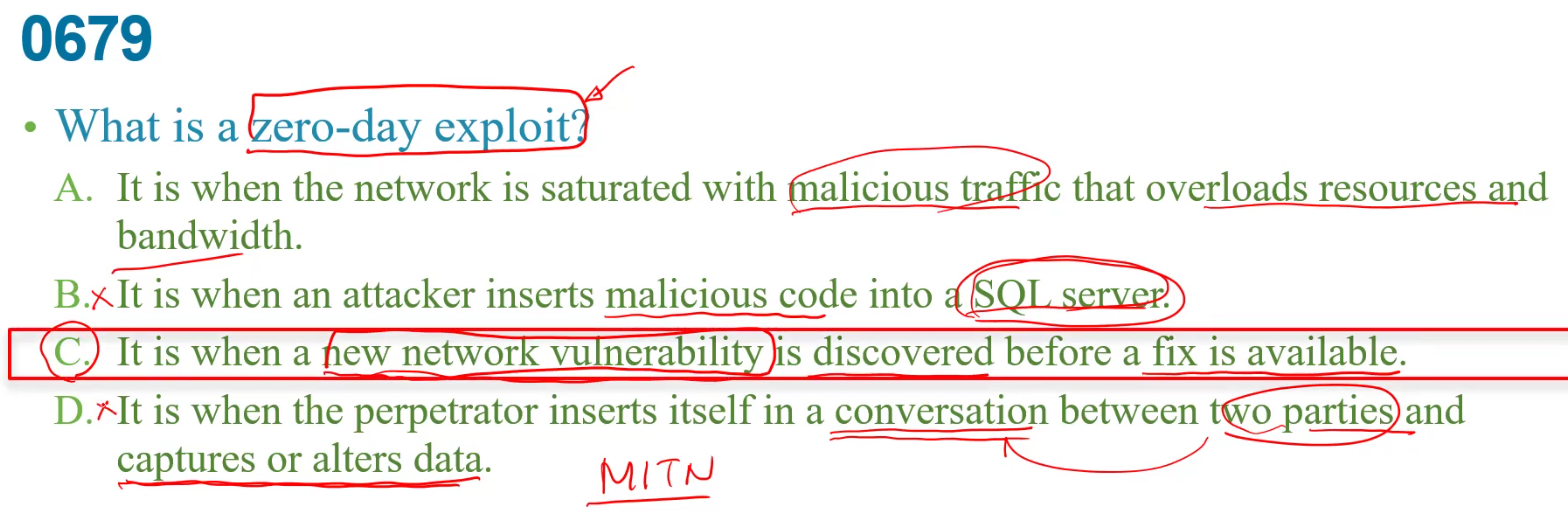 0679
• What is a zero-day exploit?
A. It is when the network is saturated with malicious traffic that overloads resources and
bandwidth.
B. It is when an attacker inserts malicious code into a SQL server.
C. It is when a new network vulnerability is discovered before a fix is available.
D. It is when the perpetrator inserts itself in a conversation between two parties and
captures or alters data.
MITN